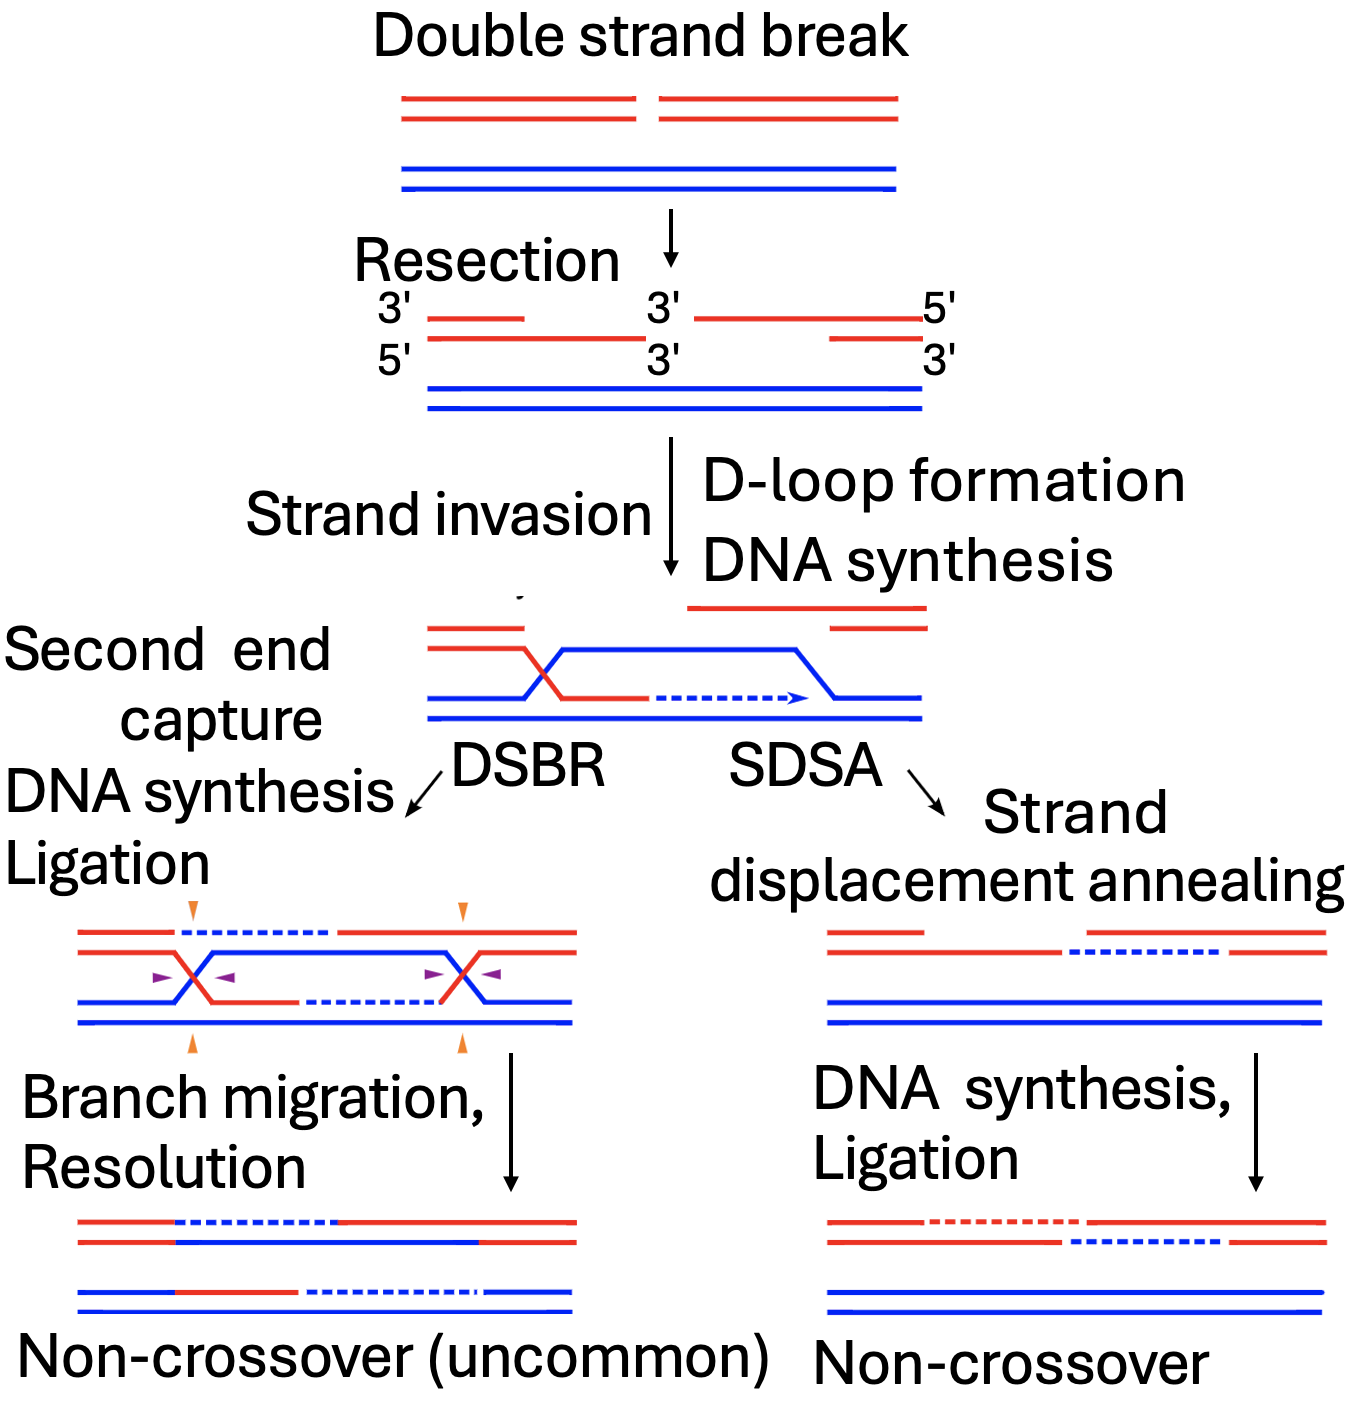 Double strand break
Resection
3' 3' 5'
5' 3' 3'
Strand invasion
D-loop formation
DNA synthesis
Second end
capture
DNA synthesis
Ligation
DSBR
SDSA
Strand
displacement annealing
Branch migration,
Resolution
DNA synthesis,
Ligation
Non-crossover (uncommon)
Non-crossover